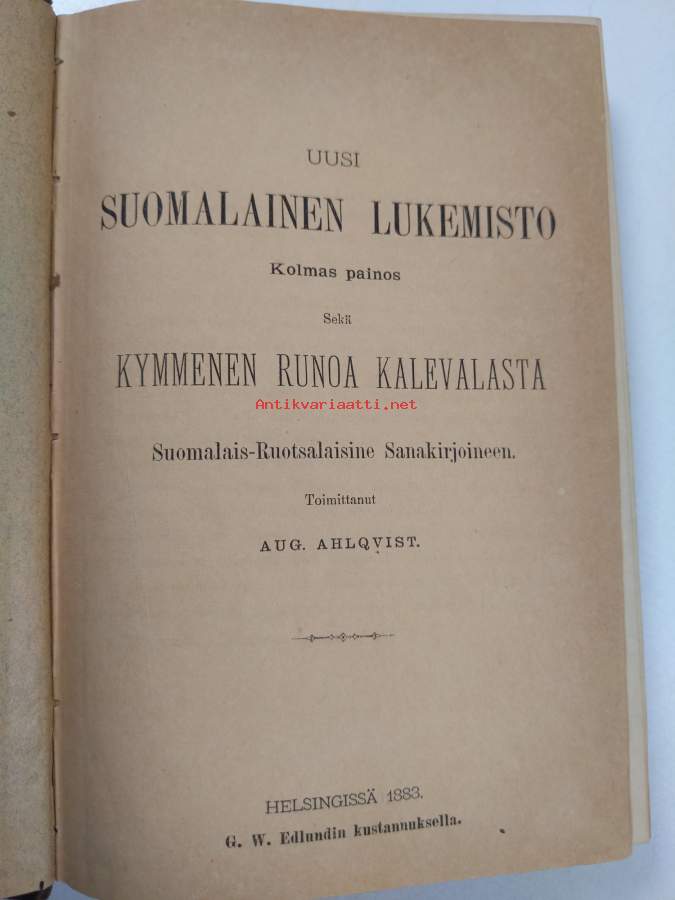 UUSI
SUOMALAINEN LUKEMISTO
Kolmas painos
Sekä
KYMMENEN RUNOA KALEVALASTA
Antikvariaatti.net
Suomalais-Ruotsalaisine Sanakirjoineen.
Toimittanut
AUG. AHLQVIST.
HELSINGISSÄ 1883.
G. W. Edlundin kustannuksella.